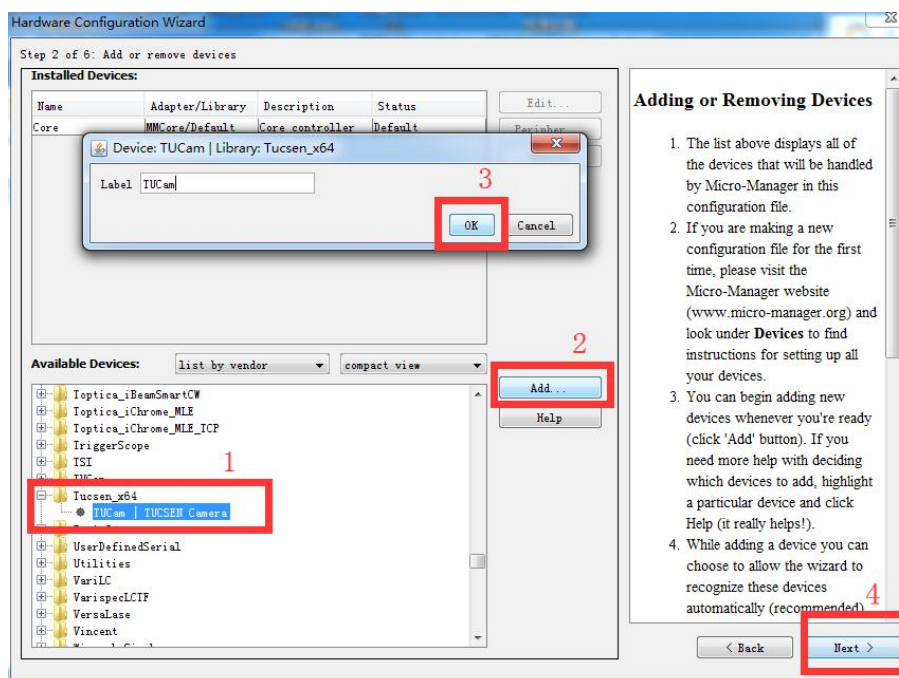 Hardware Configuration Wizard
Step 2 of 6: Add or remove devices
Installed Devices:
Name Adapter/Library Description Status
Core MMCore/Default Core controller Default
Edit...
Device: TUCam | Library: Tucsen_x64
Label TUCam
3
OK Cancel
2
Available Devices: list by vendor compact view
Add...
Help
Toptica_iBeamSmartCW
Toptica_iChrome_MLE
Toptica_iChrome_MLE_TCP
TriggerScope
TSI
1
Tucsen_x64
TUCam | TUCSEN Camera
UserDefinedSerial
Utilities
VariLC
VarispecLCTF
VersaLase
Vincent
Adding or Removing Devices
1. The list above displays all of
the devices that will be handled
by Micro-Manager in this
configuration file.
2. If you are making a new
configuration file for the first
time, please visit the
Micro-Manager website
(www.micro-manager.org) and
look under Devices to find
instructions for setting up all
your devices.
3. You can begin adding new
devices whenever you're ready
(click 'Add' button). If you
need more help with deciding
which devices to add, highlight
a particular device and click
Help (it really helps!).
4. While adding a device you can
choose to allow the wizard to
recognize these devices
automatically (recommended)
4
< Back Next >